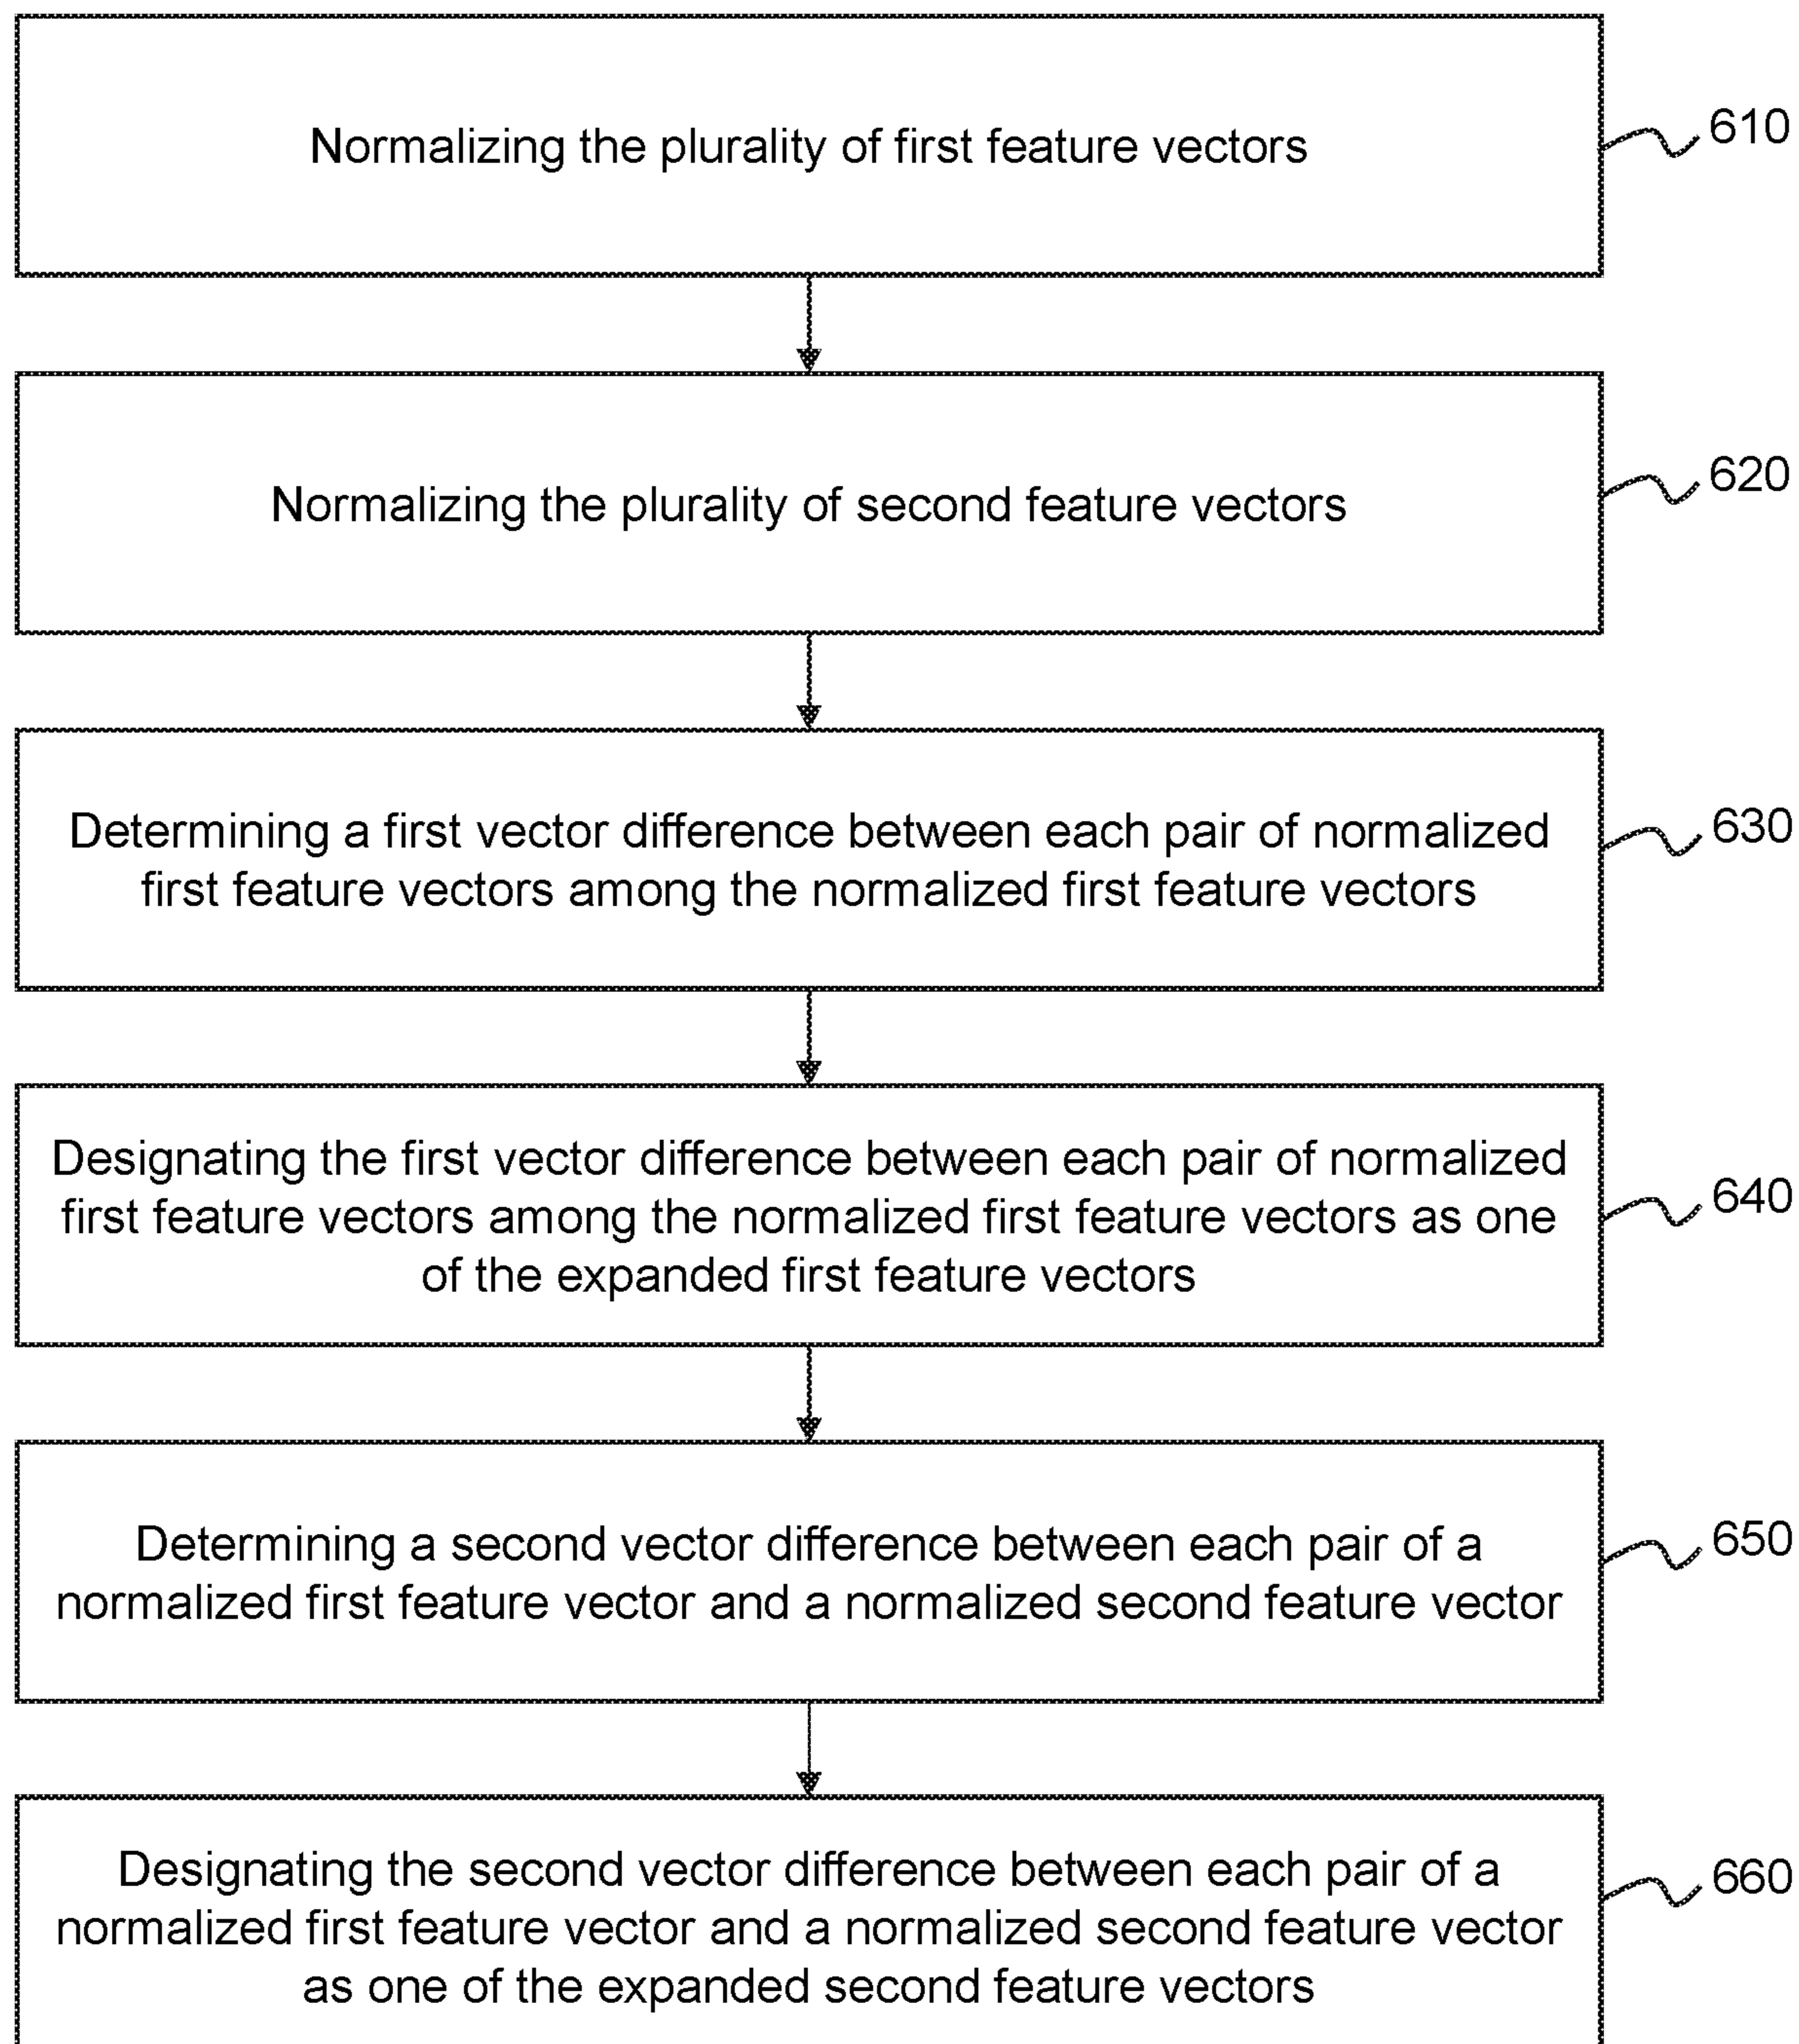 Normalizing the plurality of first feature vectors
610
Normalizing the plurality of second feature vectors
620
Determining a first vector difference between each pair of normalized
first feature vectors among the normalized first feature vectors
630
Designating the first vector difference between each pair of normalized
first feature vectors among the normalized first feature vectors as one
of the expanded first feature vectors
640
Determining a second vector difference between each pair of a
normalized first feature vector and a normalized second feature vector
650
Designating the second vector difference between each pair of a
normalized first feature vector and a normalized second feature vector
as one of the expanded second feature vectors
660